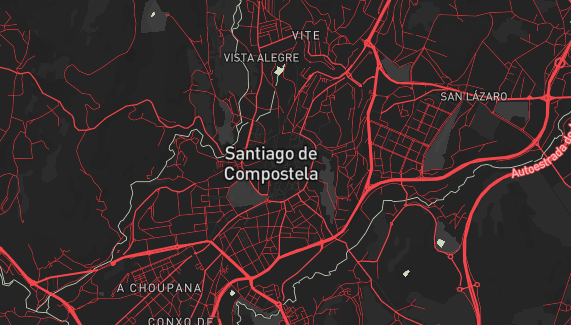 VITE
VISTA ALEGRE
SAN LÁZARO
Santiago de
Compostela
Autoestrada do
A CHOUPANA
CONXO DE